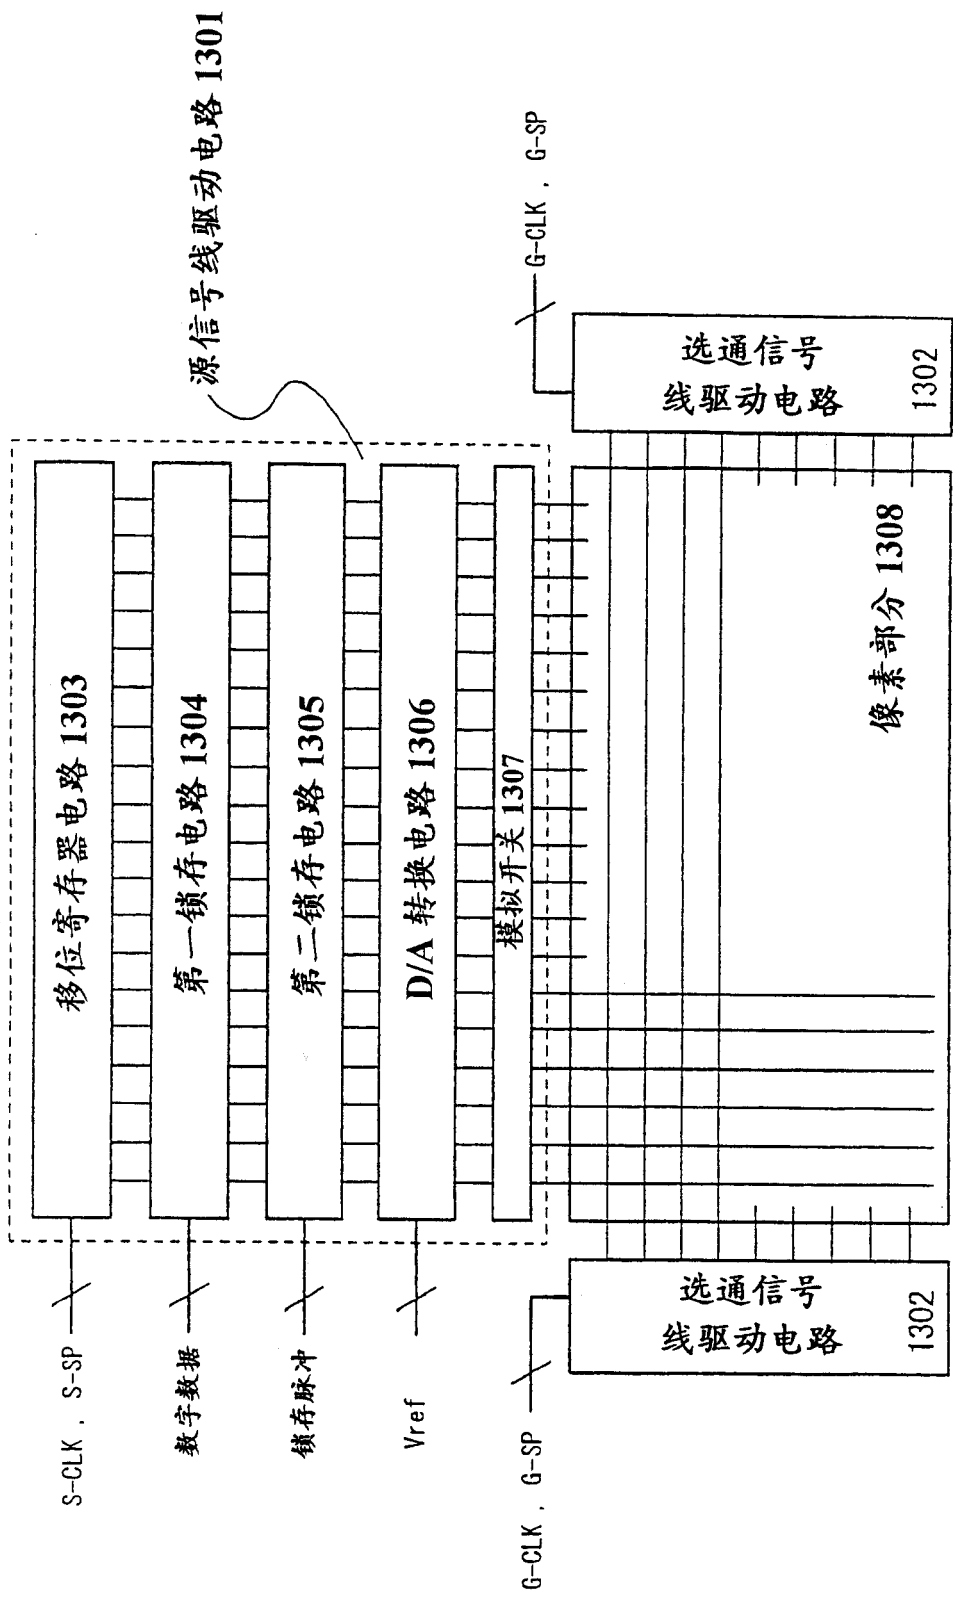 源信号线驱动电路 1301
S-CLK , S-SP
移位寄存器电路 1303
数字数据
第一锁存电路 1304
锁存脉冲
第二锁存电路 1305
Vref
D/A 转换电路 1306
模拟开关 1307
G-CLK , G-SP
G-CLK , G-SP
选通信号
线驱动电路
1302
像素部分 1308
选通信号
线驱动电路
1302